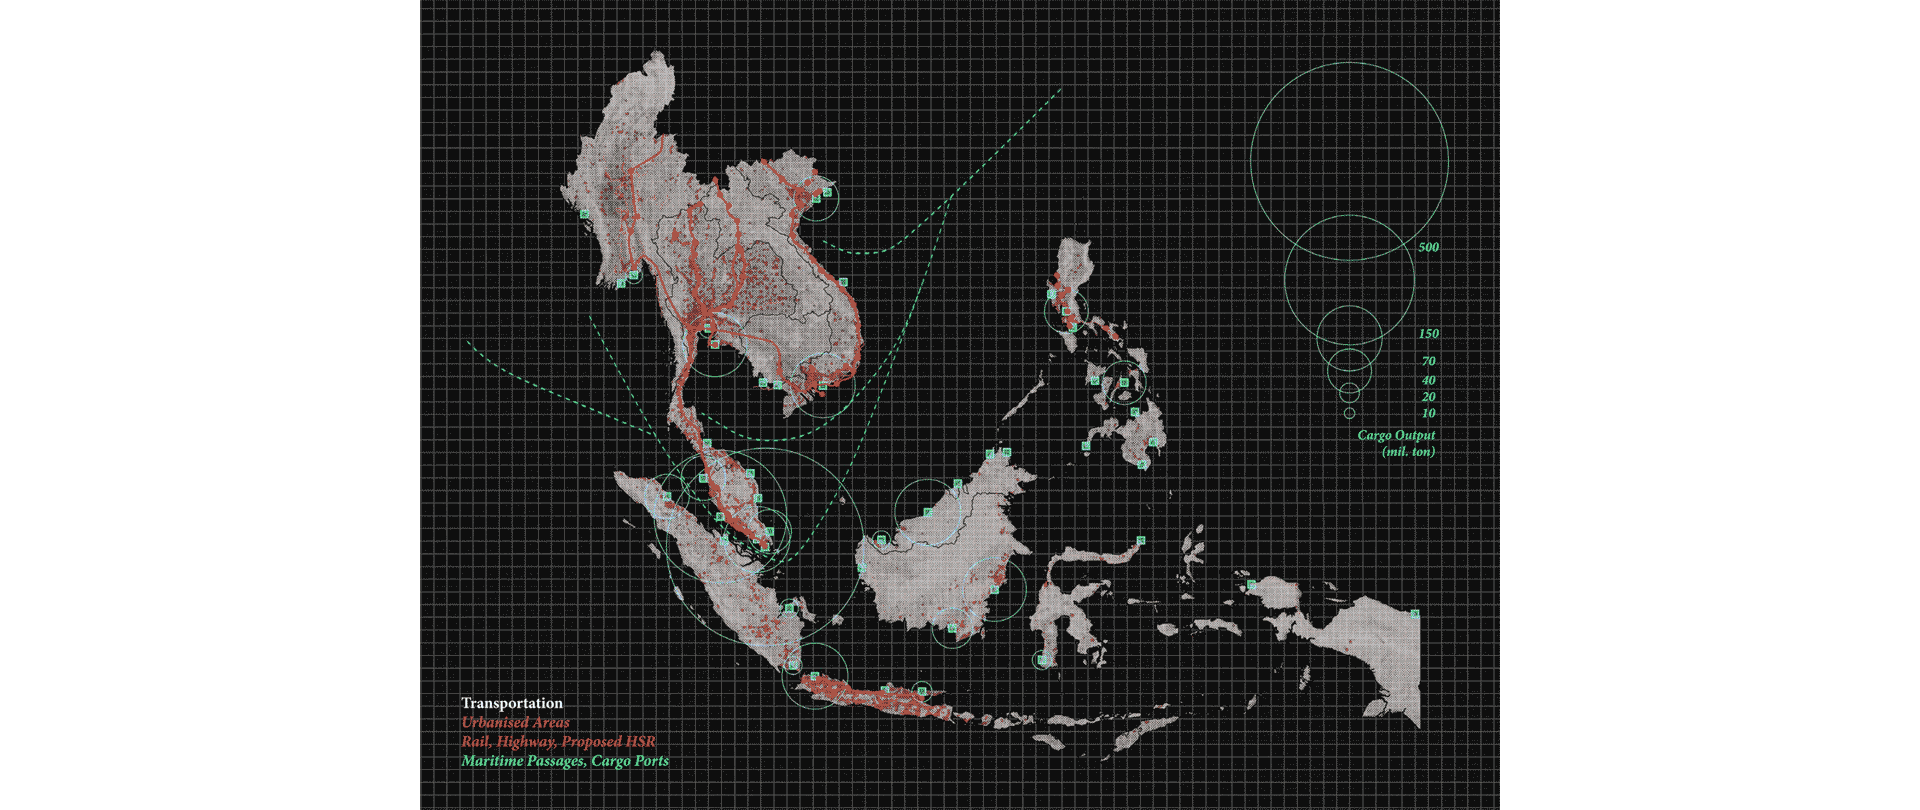 500
150
70
40
20
10
Cargo Output
(mil. ton)
Transportation
Urbanised Areas
Rail, Highway, Proposed HSR
Maritime Passages, Cargo Ports